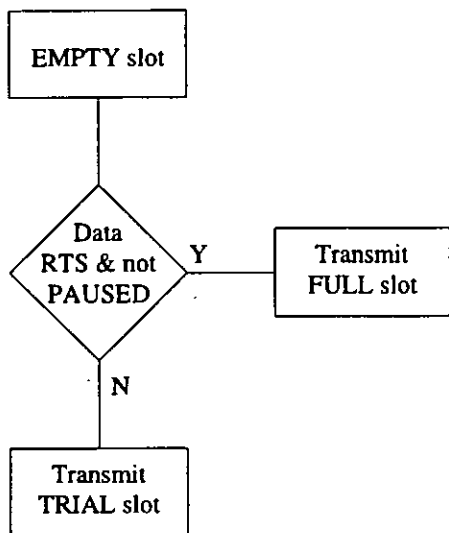 EMPTY slot
Data
RTS & not
PAUSED
Y
Transmit
FULL slot
N
Transmit
TRIAL slot